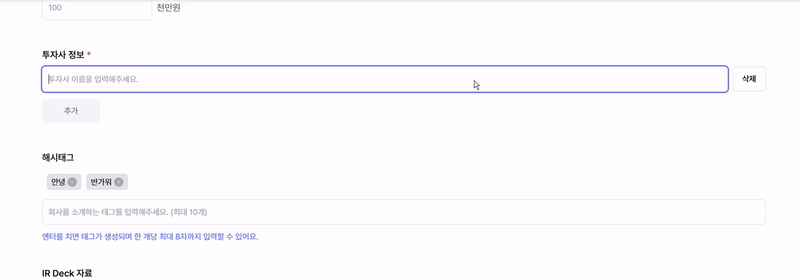 100 천만원
투자사 정보 *
투자사 이름을 입력해주세요. 삭제
추가
해시태그
안녕 반가워
회사를 소개하는 태그를 입력해주세요. (최대 10개)
엔터를 치면 태그가 생성되며 한 개당 최대 8자까지 입력할 수 있어요.
IR Deck 자료